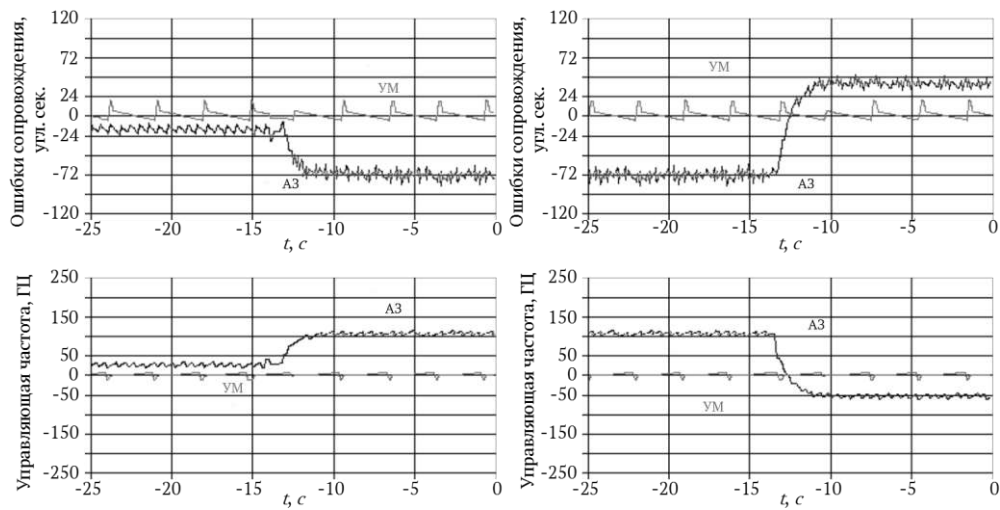 Ошибки сопровождения,
угл. сек.
120
72
24
0
-24
-72
-120
УМ
АЗ
-25
-20
-15
-10
-5
0
t, c
Ошибки сопровождения,
угл. сек.
120
72
24
0
-24
-72
-120
УМ
АЗ
-25
-20
-15
-10
-5
0
t, c
Управляющая частота, ГЦ
250
150
50
0
-50
-150
-250
АЗ
УМ
-25
-20
-15
-10
-5
0
t, c
Управляющая частота, ГЦ
250
150
50
0
-50
-150
-250
АЗ
УМ
-25
-20
-15
-10
-5
0
t, c